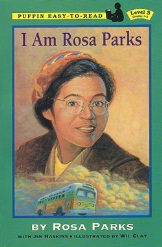 PUFFIN EASY-TO-READ
Level 3
I Am Rosa Parks
BY ROSA PARKS
WITH JIM HASKINS ILLUSTRATED BY WIL CLAY